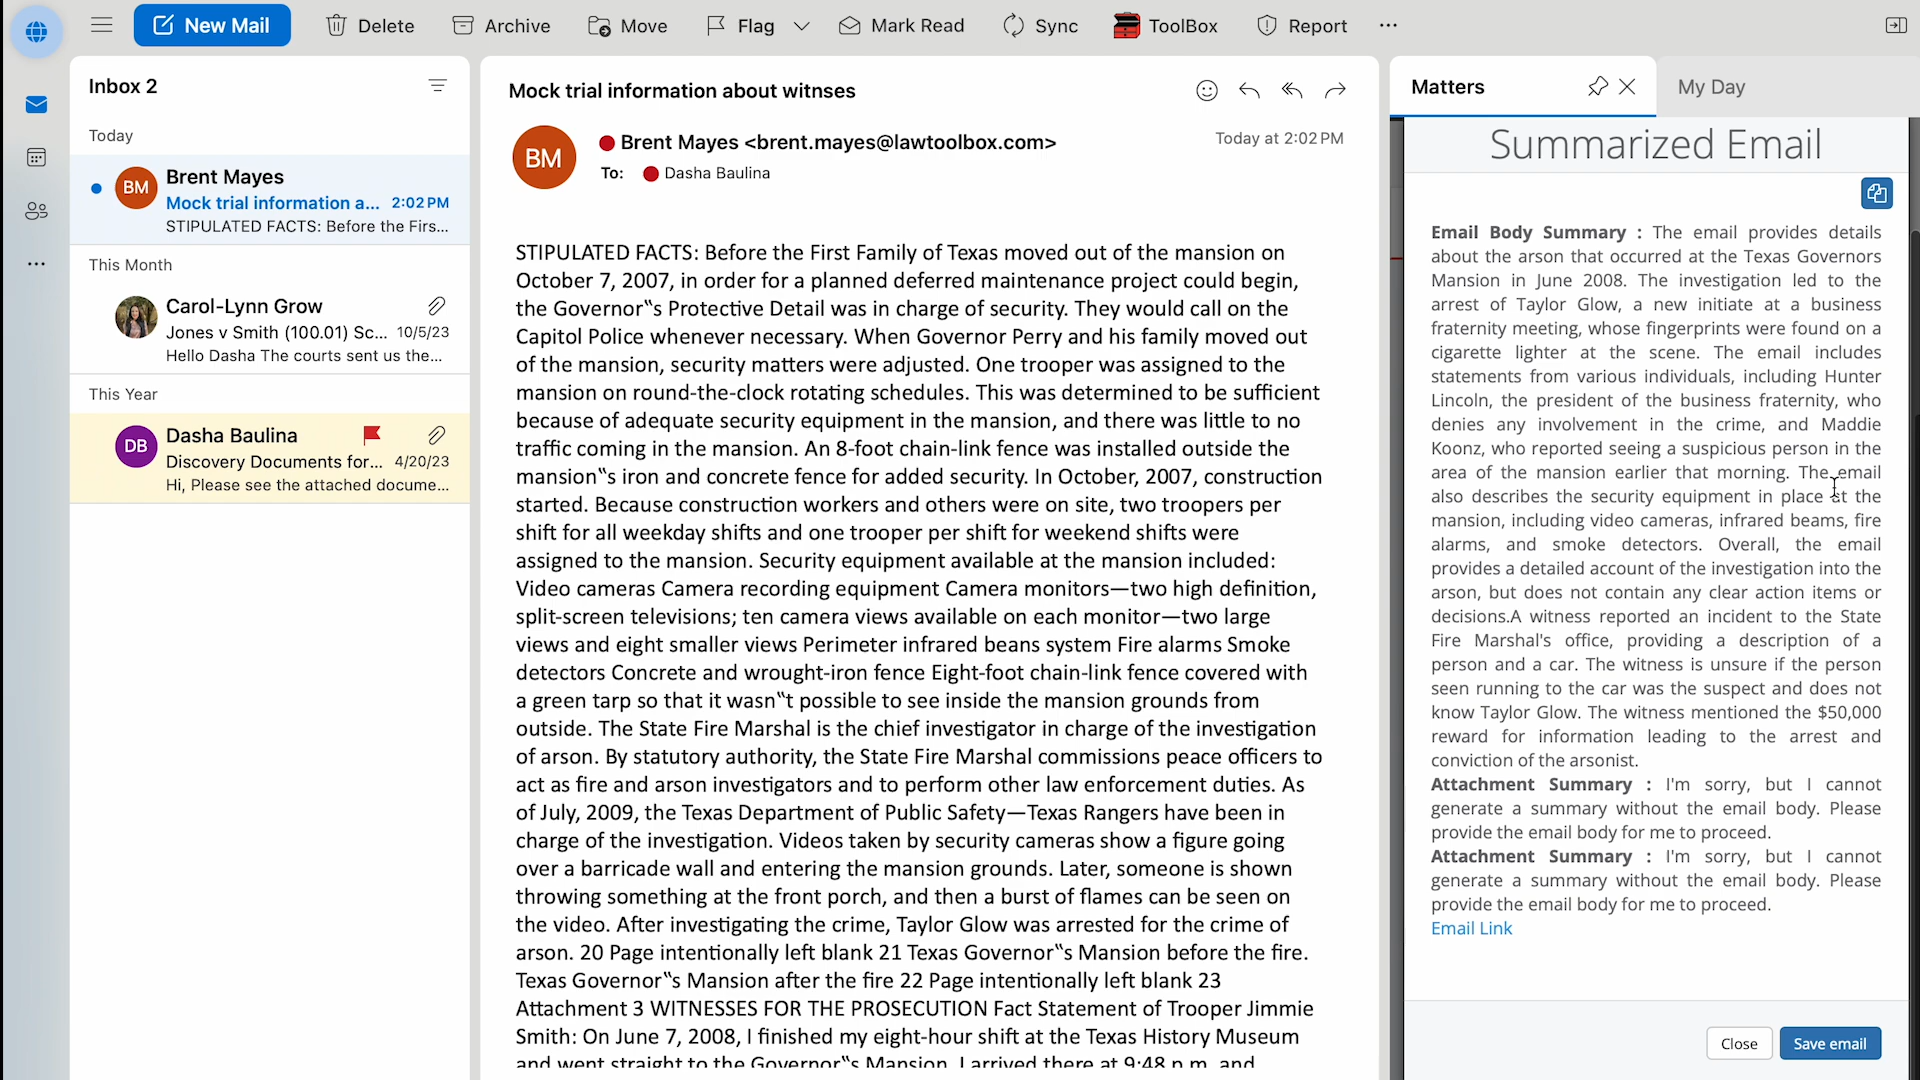 New Mail
Delete
Archive
Move
Flag
Mark Read
Sync
ToolBox
Report
Inbox 2
Today
BM
Brent Mayes
Mock trial information a... 2:02 PM
STIPULATED FACTS: Before the Firs...
This Month
Carol-Lynn Grow
Jones v Smith (100.01) Sc... 10/5/23
Hello Dasha The courts sent us the...
This Year
DB
Dasha Baulina
Discovery Documents for... 4/20/23
Hi, Please see the attached docume...
Mock trial information about witnses
BM
Brent Mayes <brent.mayes@lawtoolbox.com>
Today at 2:02 PM
To: Dasha Baulina
STIPULATED FACTS: Before the First Family of Texas moved out of the mansion on
October 7, 2007, in order for a planned deferred maintenance project could begin,
the Governor‟s Protective Detail was in charge of security. They would call on the
Capitol Police whenever necessary. When Governor Perry and his family moved out
of the mansion, security matters were adjusted. One trooper was assigned to the
mansion on round-the-clock rotating schedules. This was determined to be sufficient
because of adequate security equipment in the mansion, and there was little to no
traffic coming in the mansion. An 8-foot chain-link fence was installed outside the
mansion‟s iron and concrete fence for added security. In October, 2007, construction
started. Because construction workers and others were on site, two troopers per
shift for all weekday shifts and one trooper per shift for weekend shifts were
assigned to the mansion. Security equipment available at the mansion included:
Video cameras Camera recording equipment Camera monitors—two high definition,
split-screen televisions; ten camera views available on each monitor—two large
views and eight smaller views Perimeter infrared beans system Fire alarms Smoke
detectors Concrete and wrought-iron fence Eight-foot chain-link fence covered with
a green tarp so that it wasn‟t possible to see inside the mansion grounds from
outside. The State Fire Marshal is the chief investigator in charge of the investigation
of arson. By statutory authority, the State Fire Marshal commissions peace officers to
act as fire and arson investigators and to perform other law enforcement duties. As
of July, 2009, the Texas Department of Public Safety—Texas Rangers have been in
charge of the investigation. Videos taken by security cameras show a figure going
over a barricade wall and entering the mansion grounds. Later, someone is shown
throwing something at the front porch, and then a burst of flames can be seen on
the video. After investigating the crime, Taylor Glow was arrested for the crime of
arson. 20 Page intentionally left blank 21 Texas Governor‟s Mansion before the fire.
Texas Governor‟s Mansion after the fire 22 Page intentionally left blank 23
Attachment 3 WITNESSES FOR THE PROSECUTION Fact Statement of Trooper Jimmie
Smith: On June 7, 2008, I finished my eight-hour shift at the Texas History Museum
and went straight to the Governor‟s Mansion. I arrived there at 9:48 p.m. and
Matters
My Day
Summarized Email
Email Body Summary : The email provides details
about the arson that occurred at the Texas Governors
Mansion in June 2008. The investigation led to the
arrest of Taylor Glow, a new initiate at a business
fraternity meeting, whose fingerprints were found on a
cigarette lighter at the scene. The email includes
statements from various individuals, including Hunter
Lincoln, the president of the business fraternity, who
denies any involvement in the crime, and Maddie
Koonz, who reported seeing a suspicious person in the
area of the mansion earlier that morning. The email
also describes the security equipment in place at the
mansion, including video cameras, infrared beams, fire
alarms, and smoke detectors. Overall, the email
provides a detailed account of the investigation into the
arson, but does not contain any clear action items or
decisions.A witness reported an incident to the State
Fire Marshal's office, providing a description of a
person and a car. The witness is unsure if the person
seen running to the car was the suspect and does not
know Taylor Glow. The witness mentioned the $50,000
reward for information leading to the arrest and
conviction of the arsonist.
Attachment Summary : I'm sorry, but I cannot
generate a summary without the email body. Please
provide the email body for me to proceed.
Attachment Summary : I'm sorry, but I cannot
generate a summary without the email body. Please
provide the email body for me to proceed.
Email Link
Close
Save email